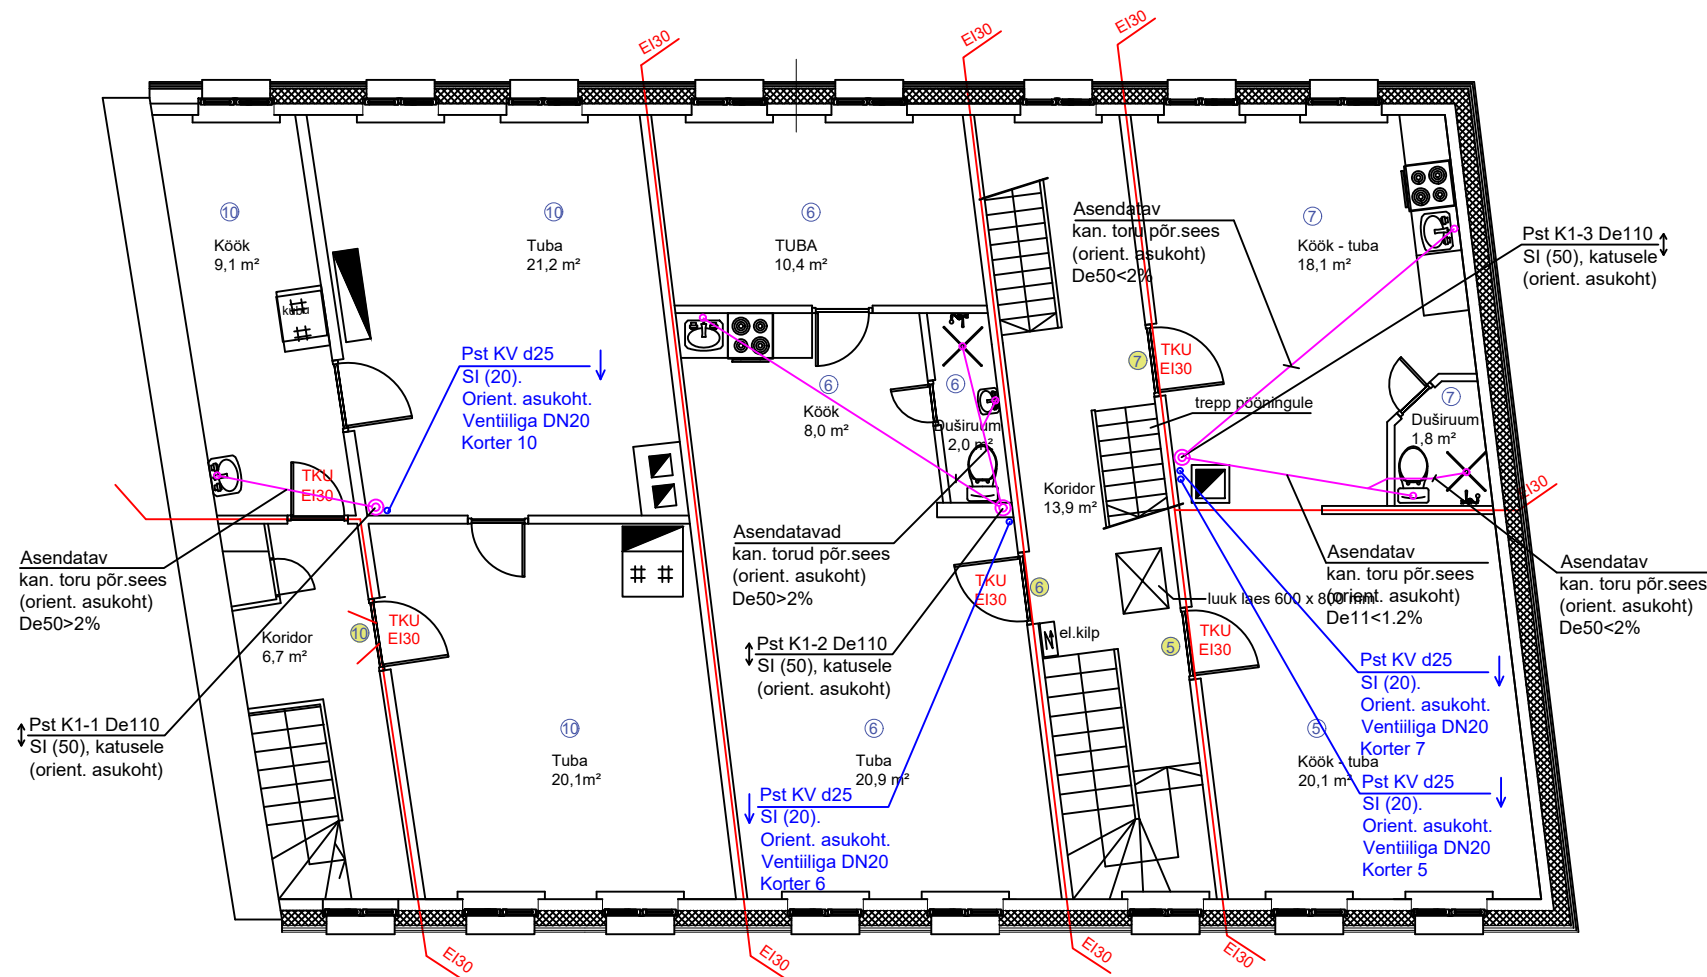 EI30
EI30
EI30
10
Köök
9,1 m²
10
Tuba
21,2 m²
6
TUBA
10,4 m²
Asendatav
kan. toru põr.sees
(orient. asukoht)
De50<2%
7
Köök - tuba
18,1 m²
Pst K1-3 De110
SI (50), katusele
(orient. asukoht)
kubu
Pst KV d25
SI (20).
Orient. asukoht.
Ventiiliga DN20
Korter 10
6
Köök
8,0 m²
6
Duširuum
2,0 m²
7
TKU
EI30
trepp pööningule
7
Duširuum
1,8 m²
TKU
EI30
Koridor
13,9 m²
EI30
Asendatav
kan. toru põr.sees
(orient. asukoht)
De50>2%
Asendatavad
kan. torud põr.sees
(orient. asukoht)
De50>2%
Asendatav
kan. toru põr.sees
(orient. asukoht)
De11<1.2%
Asendatav
kan. toru põr.sees
(orient. asukoht)
De50<2%
TKU
EI30
6
luuk laes 600 x 800 mm
10
TKU
EI30
Koridor
6,7 m²
el.kilp
5
TKU
EI30
Pst K1-2 De110
SI (50), katusele
(orient. asukoht)
Pst KV d25
SI (20).
Orient. asukoht.
Ventiiliga DN20
Korter 7
Pst K1-1 De110
SI (50), katusele
(orient. asukoht)
10
Tuba
20,1m²
6
Tuba
20,9 m²
5
Köök - tuba
20,1 m²
Pst KV d25
SI (20).
Orient. asukoht.
Ventiiliga DN20
Korter 6
Pst KV d25
SI (20).
Orient. asukoht.
Ventiiliga DN20
Korter 5
EI30
EI30
EI30
EI30